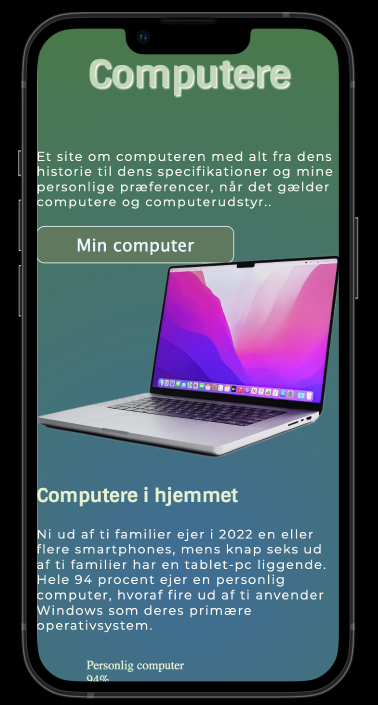 Computere
Et site om computeren med alt fra dens
historie til dens specifikationer og mine
personlige præferencer, når det gælder
computere og computerudstyr..
Min computer
Computere i hjemmet
Ni ud af ti familier ejer i 2022 en eller
flere smartphones, mens knap seks ud
af ti familier har en tablet-pc liggende.
Hele 94 procent ejer en personlig
computer, hvoraf fire ud af ti anvender
Windows som deres primære
operativsystem.
Personlig computer
94%